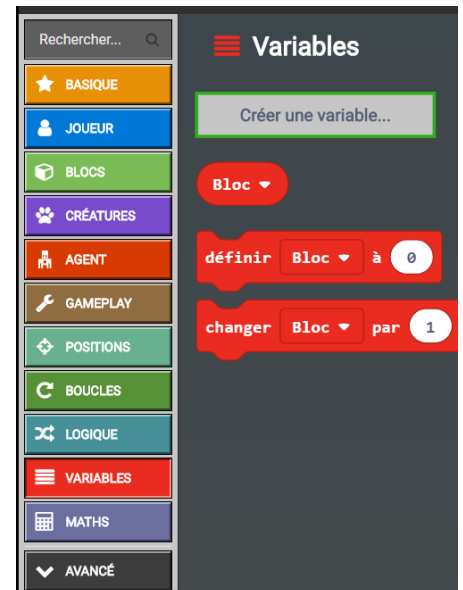 Rechercher...
BASIQUE
JOUEUR
BLOCS
CRÉATURES
AGENT
GAMEPLAY
POSITIONS
BOUCLES
LOGIQUE
VARIABLES
MATHS
AVANCÉ
Variables
Créer une variable...
Bloc
définir Bloc à 0
changer Bloc par 1